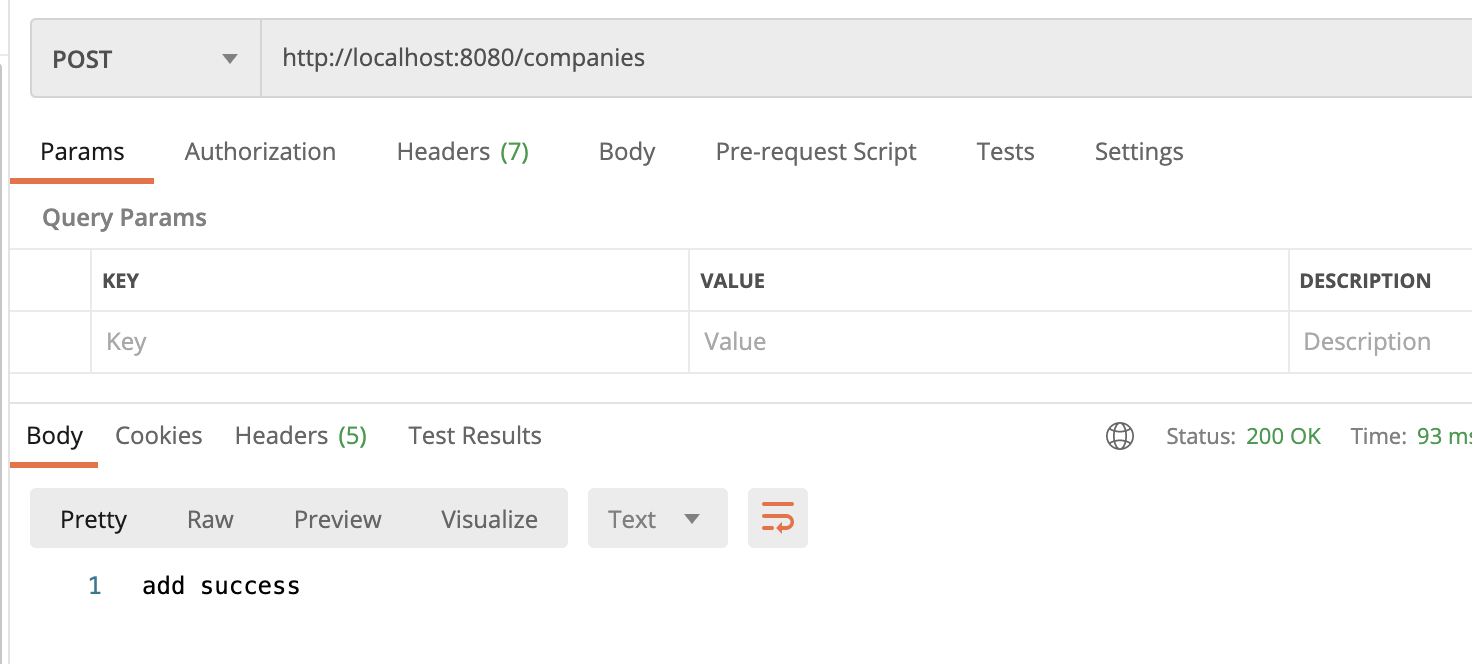 POST http://localhost:8080/companies
Params Authorization Headers (7) Body Pre-request Script Tests Settings
Query Params
KEY VALUE DESCRIPTION
Key Value Description
Body Cookies Headers (5) Test Results Status: 200 OK Time: 93 ms
Pretty Raw Preview Visualize Text
1 add success